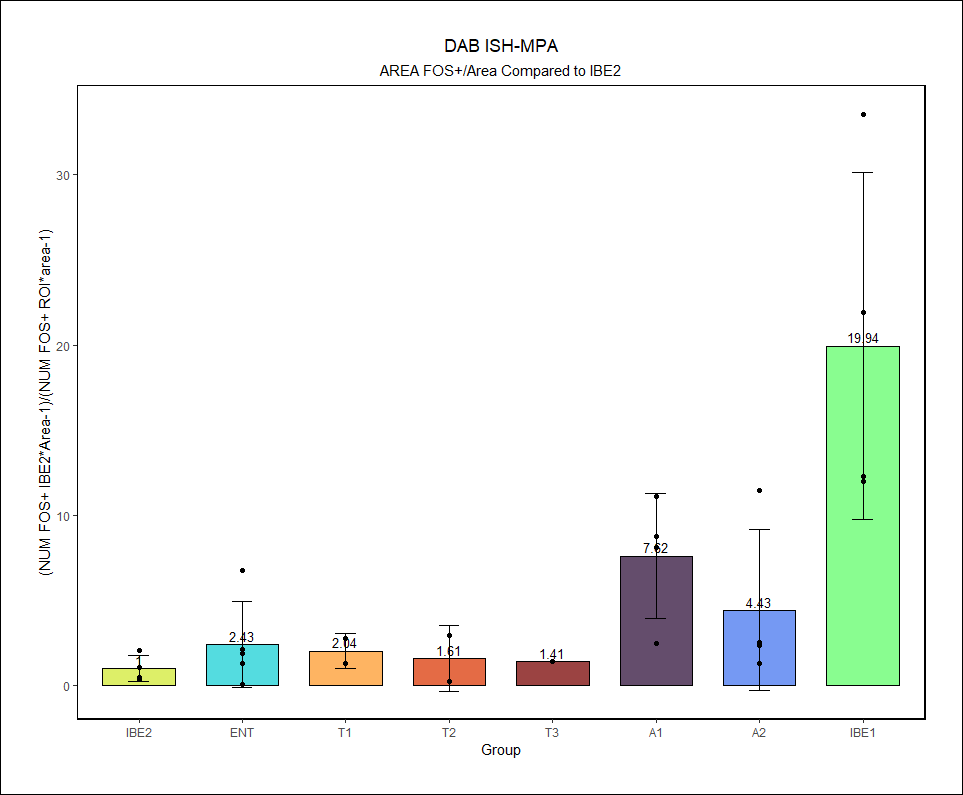 DAB ISH-MPA
AREA FOS+/Area Compared to IBE2
(NUM FOS+ IBE2*Area-1)/(NUM FOS+ ROI*area-1)
30
20
10
0
1
2.43
2.04
1.61
1.41
7.62
4.43
19.94
IBE2 ENT T1 T2 T3 A1 A2 IBE1
Group